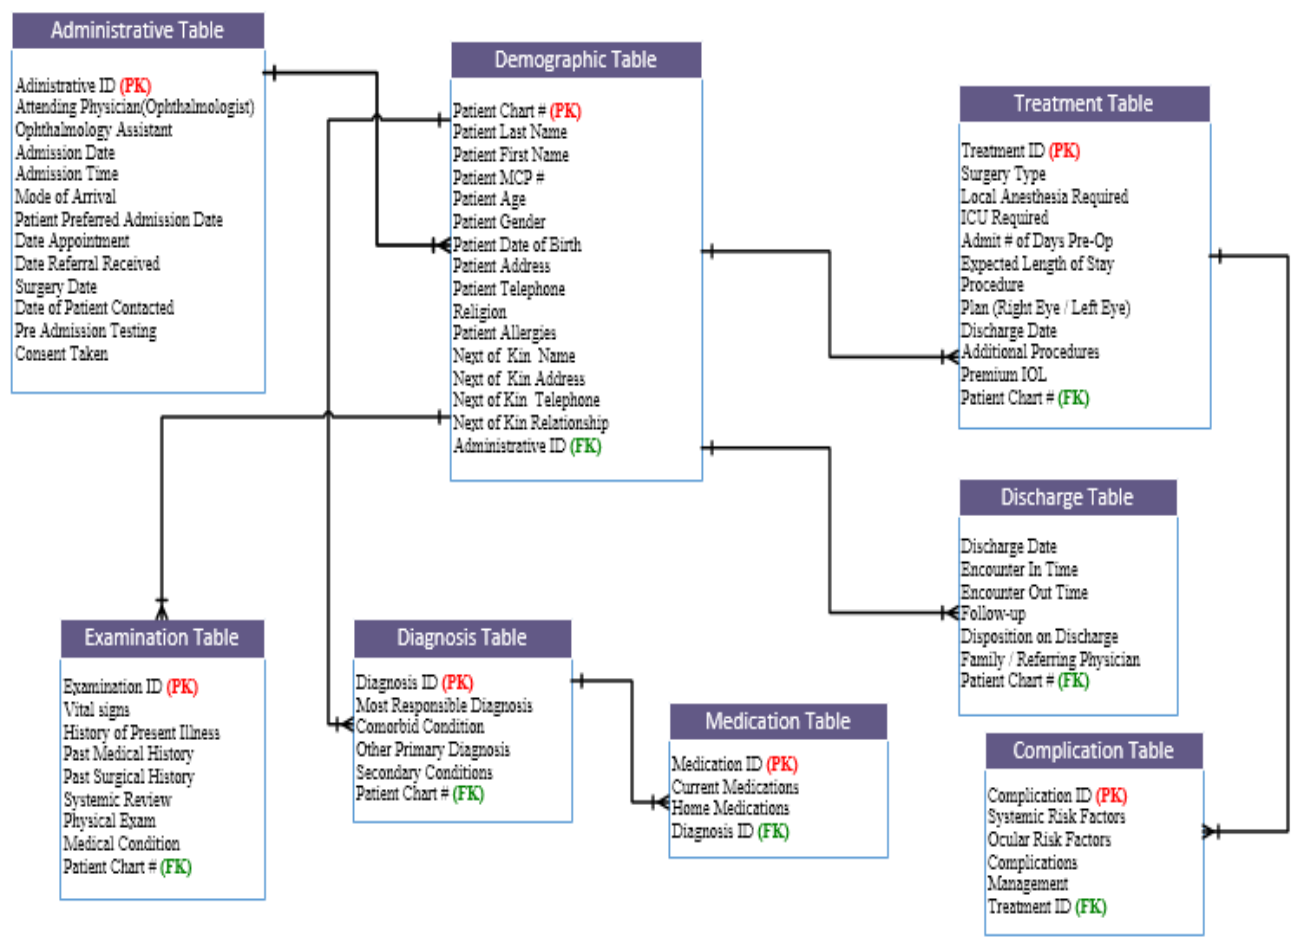 Administrative Table
Adinistrative ID (PK)
Attending Physician(Ophthalmologist)
Ophthalmology Assistant
Admission Date
Admission Time
Mode of Arrival
Patient Preferred Admission Date
Date Appointment
Date Referral Received
Surgery Date
Date of Patient Contacted
Pre Admission Testing
Consent Taken
Demographic Table
Patient Chart # (PK)
Patient Last Name
Patient First Name
Patient MCP #
Patient Age
Patient Gender
Patient Date of Birth
Patient Address
Patient Telephone
Religion
Patient Allergies
Next of Kin Name
Next of Kin Address
Next of Kin Telephone
Next of Kin Relationship
Administrative ID (FK)
Treatment Table
Treatment ID (PK)
Surgery Type
Local Anesthesia Required
ICU Required
Admit # of Days Pre-Op
Expected Length of Stay
Procedure
Plan (Right Eye / Left Eye)
Discharge Date
Additional Procedures
Premium IOL
Patient Chart # (FK)
Discharge Table
Discharge Date
Encounter In Time
Encounter Out Time
Follow-up
Disposition on Discharge
Family / Referring Physician
Patient Chart # (FK)
Examination Table
Examination ID (PK)
Vital signs
History of Present Illness
Past Medical History
Past Surgical History
Systemic Review
Physical Exam
Medical Condition
Patient Chart # (FK)
Diagnosis Table
Diagnosis ID (PK)
Most Responsible Diagnosis
Comorbid Condition
Other Primary Diagnosis
Secondary Conditions
Patient Chart # (FK)
Medication Table
Medication ID (PK)
Current Medications
Home Medications
Diagnosis ID (FK)
Complication Table
Complication ID (PK)
Systemic Risk Factors
Ocular Risk Factors
Complications
Management
Treatment ID (FK)